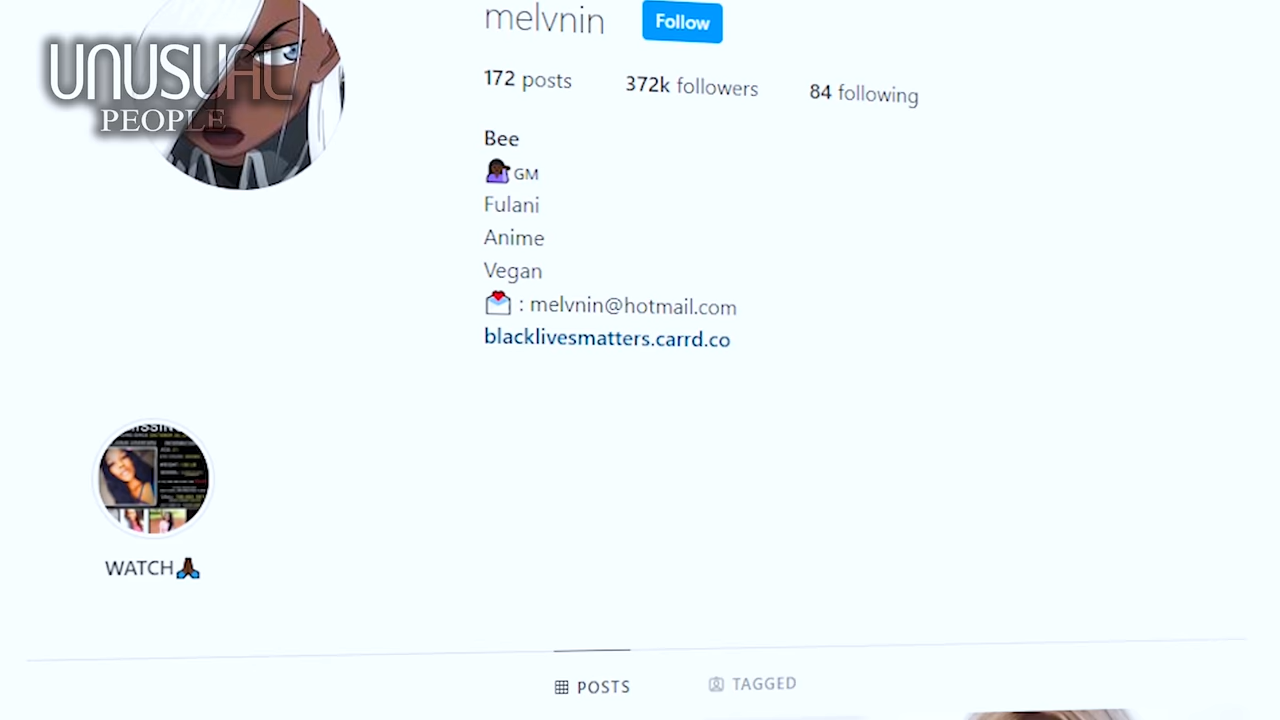 UNUSUAL
PEOPLE
melvnin Follow
172 posts 372k followers 84 following
Bee
GM
Fulani
Anime
Vegan
: melvnin@hotmail.com
blacklivesmatters.carrd.co
WATCH
POSTS TAGGED